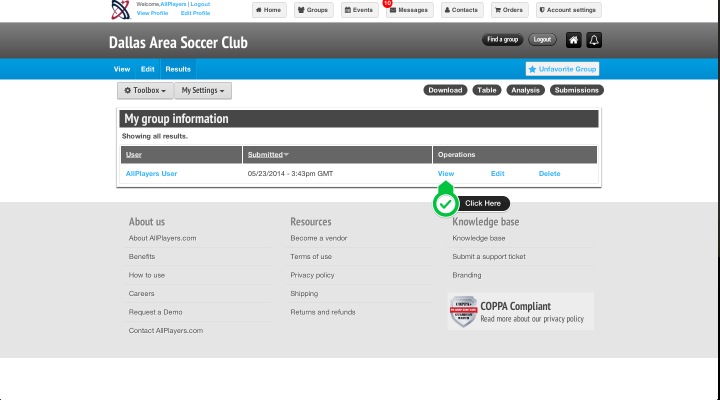 Welcome, AllPlayers | Logout
View Profile Edit Profile
Home Groups Events 10 Messages Contacts Orders Account settings
Dallas Area Soccer Club
Find a group Logout
View Edit Results
Unfavorite Group
Toolbox My Settings
Download Table Analysis Submissions
My group information
Showing all results.
User Submitted Operations
AllPlayers User 05/23/2014 - 3:43pm GMT View Edit Delete
Click Here
About us Resources Knowledge base
About AllPlayers.com Become a vendor Knowledge base
Benefits Terms of use Submit a support ticket
How to use Privacy policy Branding
Careers Shipping
Request a Demo Returns and refunds
Contact AllPlayers.com
COPPA Compliant
Read more about our privacy policy